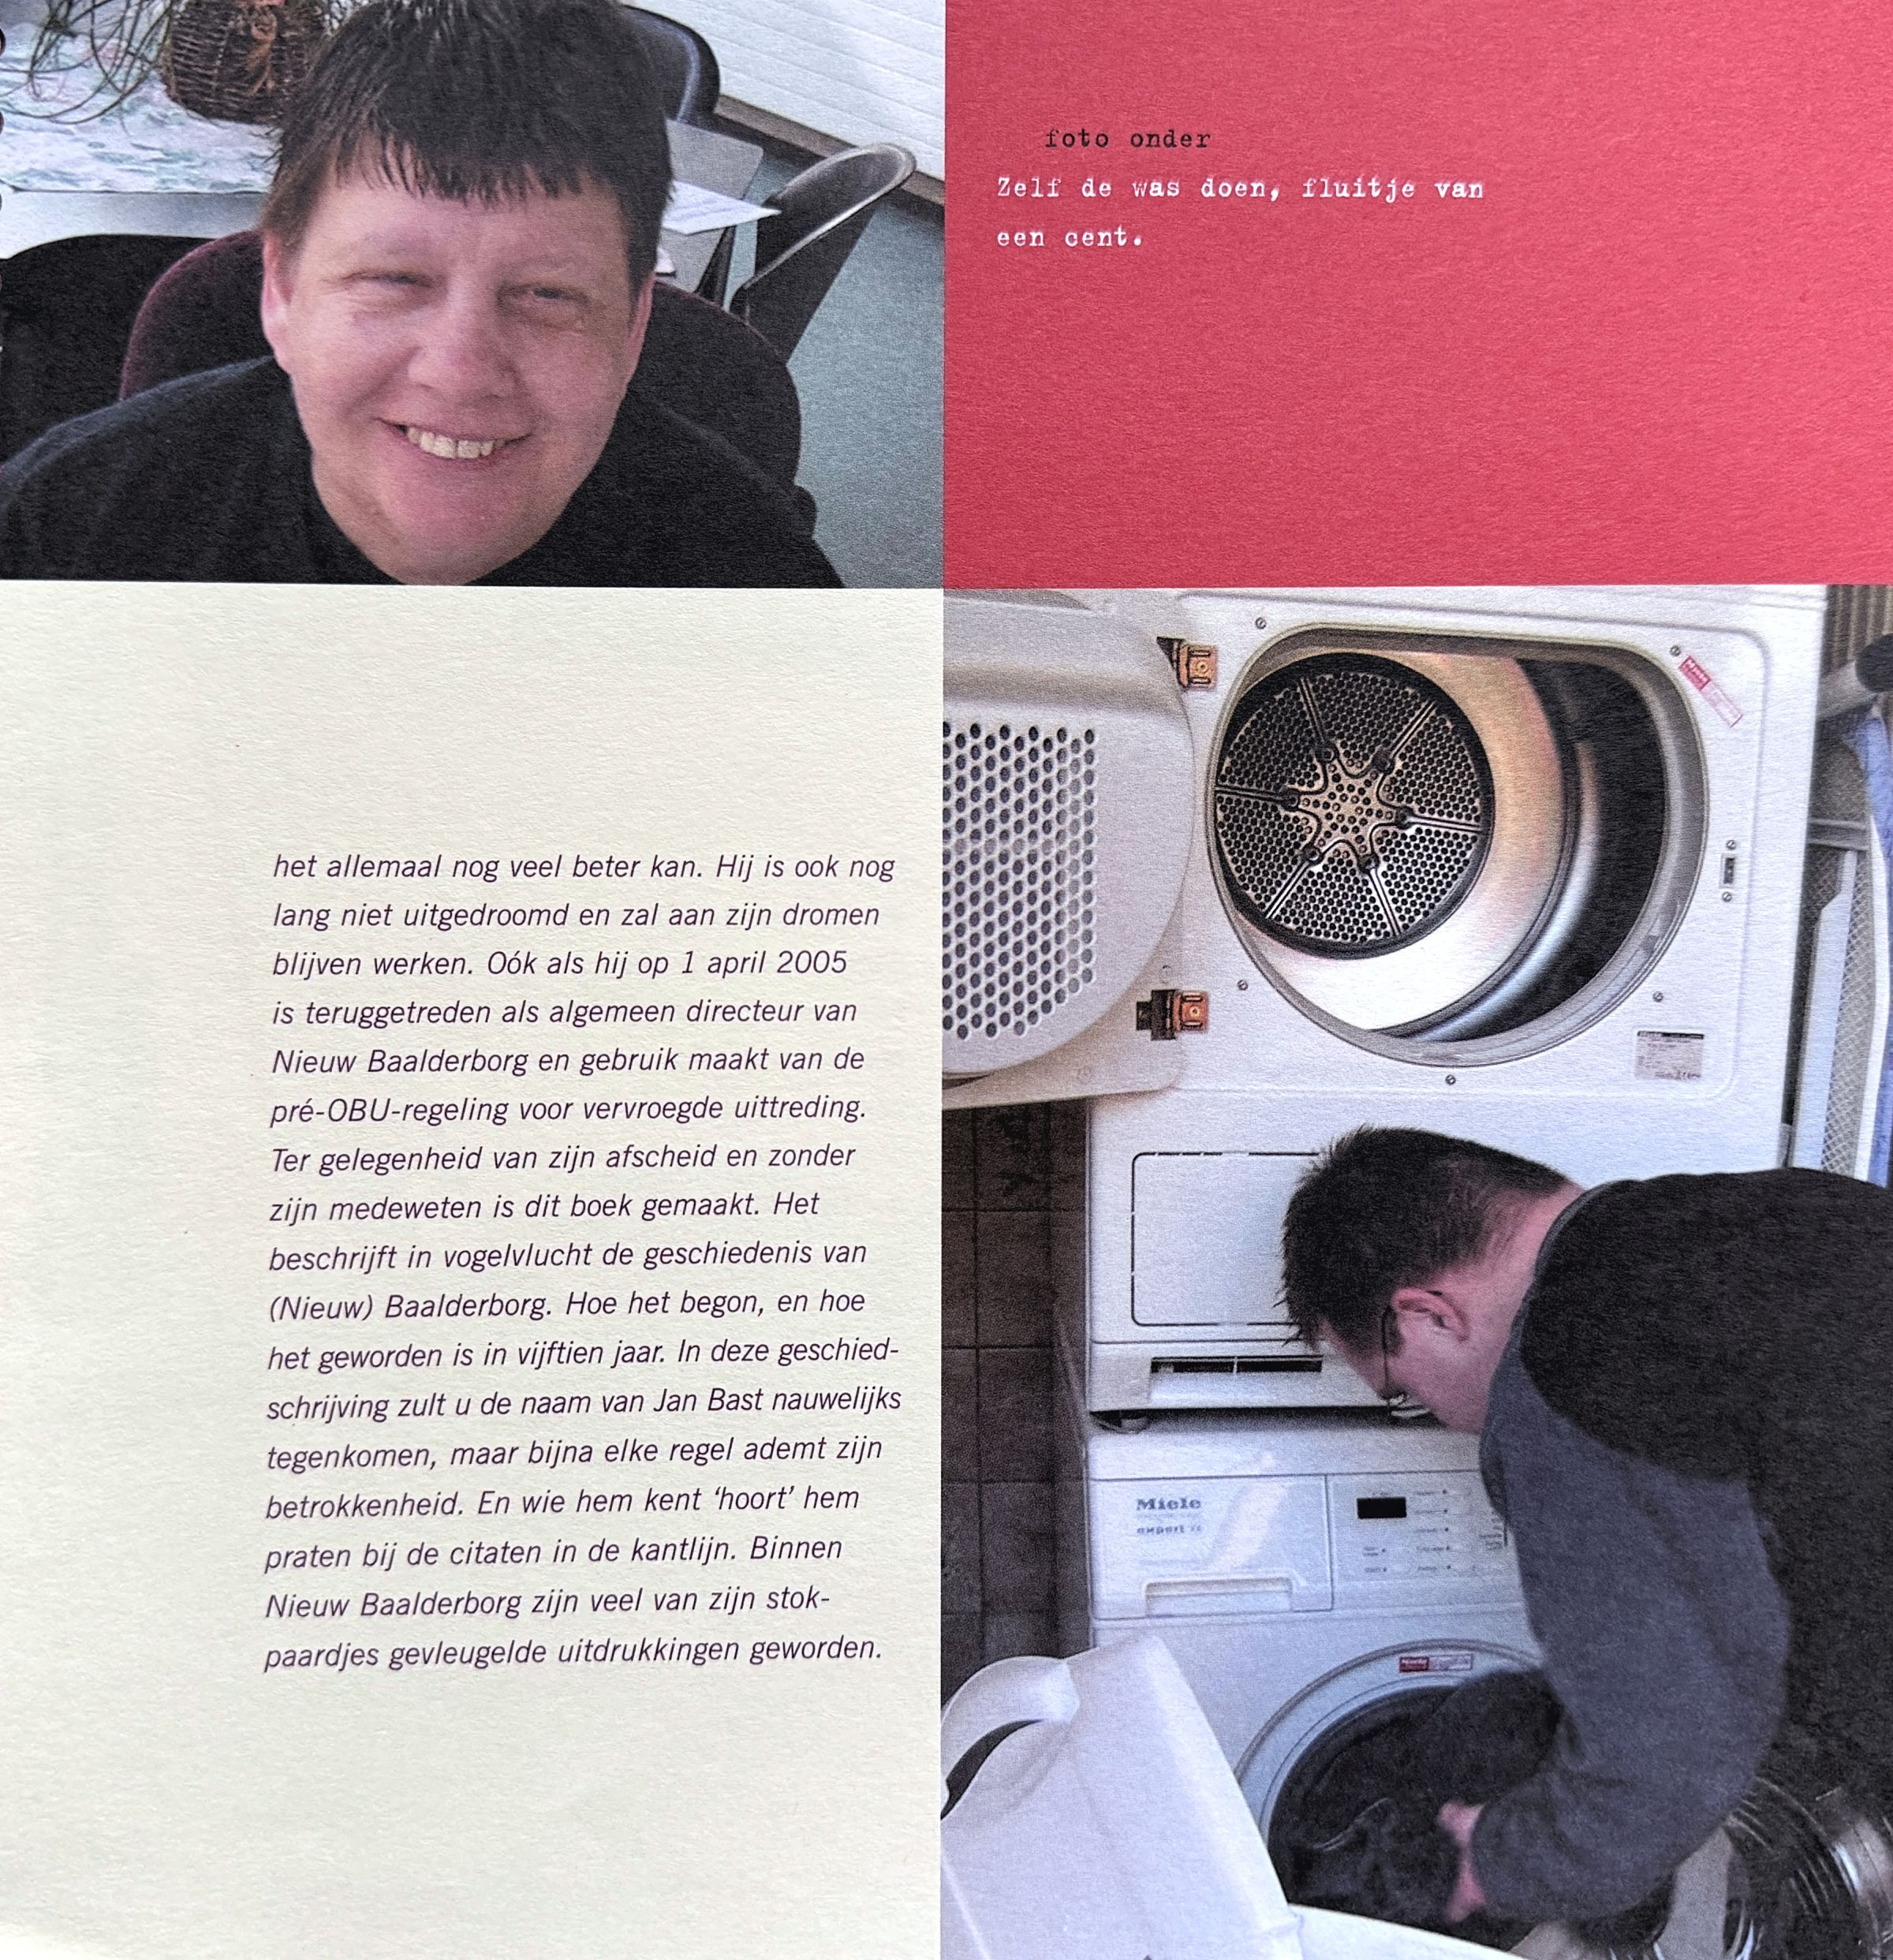 foto onder
Zelf de was doen, fluitje van
een cent.
het allemaal nog veel beter kan. Hij is ook nog
lang niet uitgedroomd en zal aan zijn dromen
blijven werken. Oók als hij op 1 april 2005
is teruggetreden als algemeen directeur van
Nieuw Baalderborg en gebruik maakt van de
pré-OBU-regeling voor vervroegde uittreding.
Ter gelegenheid van zijn afscheid en zonder
zijn medeweten is dit boek gemaakt. Het
beschrijft in vogelvlucht de geschiedenis van
(Nieuw) Baalderborg. Hoe het begon, en hoe
het geworden is in vijftien jaar. In deze geschied-
schrijving zult u de naam van Jan Bast nauwelijks
tegenkomen, maar bijna elke regel ademt zijn
betrokkenheid. En wie hem kent ‘hoort’ hem
praten bij de citaten in de kantlijn. Binnen
Nieuw Baalderborg zijn veel van zijn stok-
paardjes gevleugelde uitdrukkingen geworden.
Miele